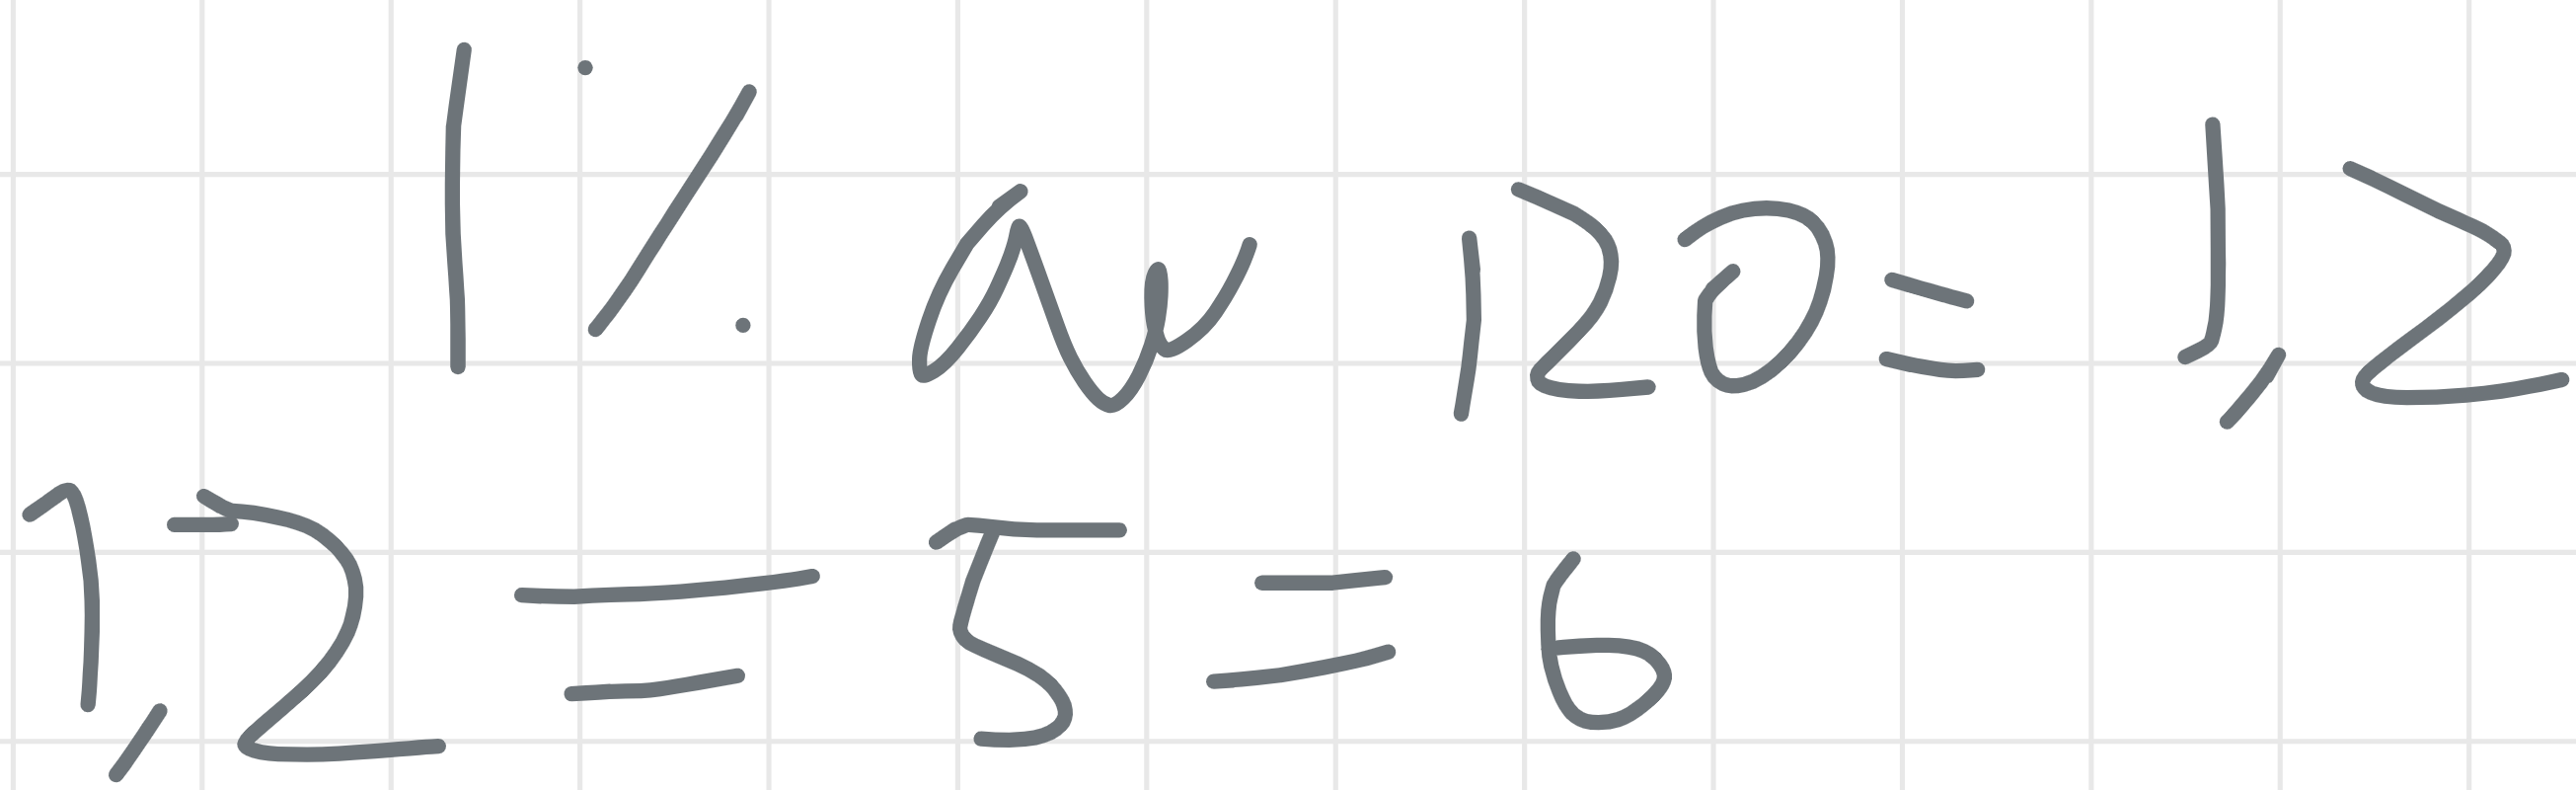 1% av 120 = 1,2
1,2 = 5 = 6